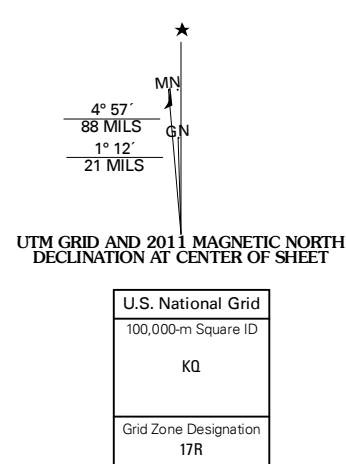 MN
4° 57´
88 MILS
GN
1° 12´
21 MILS
UTM GRID AND 2011 MAGNETIC NORTH
DECLINATION AT CENTER OF SHEET
U.S. National Grid
100,000-m Square ID
KQ
Grid Zone Designation
17R